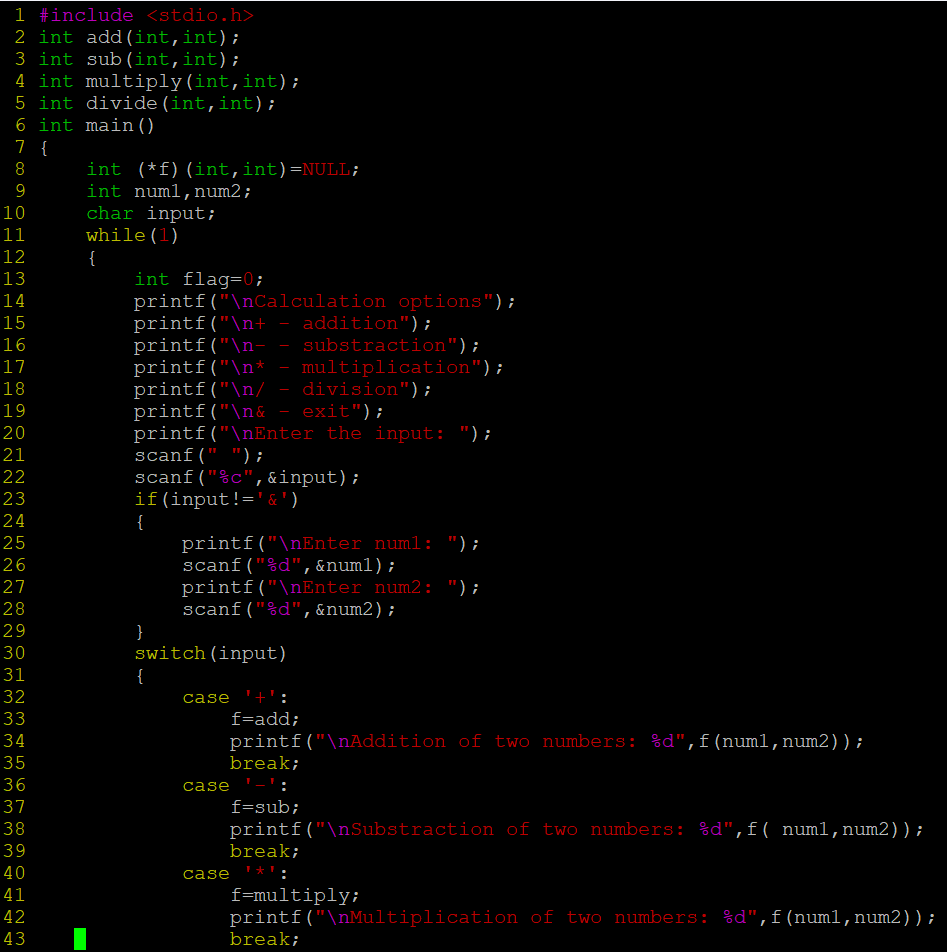 1 #include <stdio.h>
2 int add(int,int);
3 int sub(int,int);
4 int multiply(int,int);
5 int divide(int,int);
6 int main()
7 {
8     int (*f)(int,int)=NULL;
9     int num1,num2;
10     char input;
11     while(1)
12     {
13         int flag=0;
14         printf("\nCalculation options");
15         printf("\n+ - addition");
16         printf("\n- - substraction");
17         printf("\n* - multiplication");
18         printf("\n/ - division");
19         printf("\n& - exit");
20         printf("\nEnter the input: ");
21         scanf(" ");
22         scanf("%c",&input);
23         if(input!='&')
24         {
25             printf("\nEnter num1: ");
26             scanf("%d",&num1);
27             printf("\nEnter num2: ");
28             scanf("%d",&num2);
29         }
30         switch(input)
31         {
32             case '+':
33                 f=add;
34                 printf("\nAddition of two numbers: %d",f(num1,num2));
35                 break;
36             case '-':
37                 f=sub;
38                 printf("\nSubstraction of two numbers: %d",f( num1,num2));
39                 break;
40             case '*':
41                 f=multiply;
42                 printf("\nMultiplication of two numbers: %d",f(num1,num2));
43                 break;